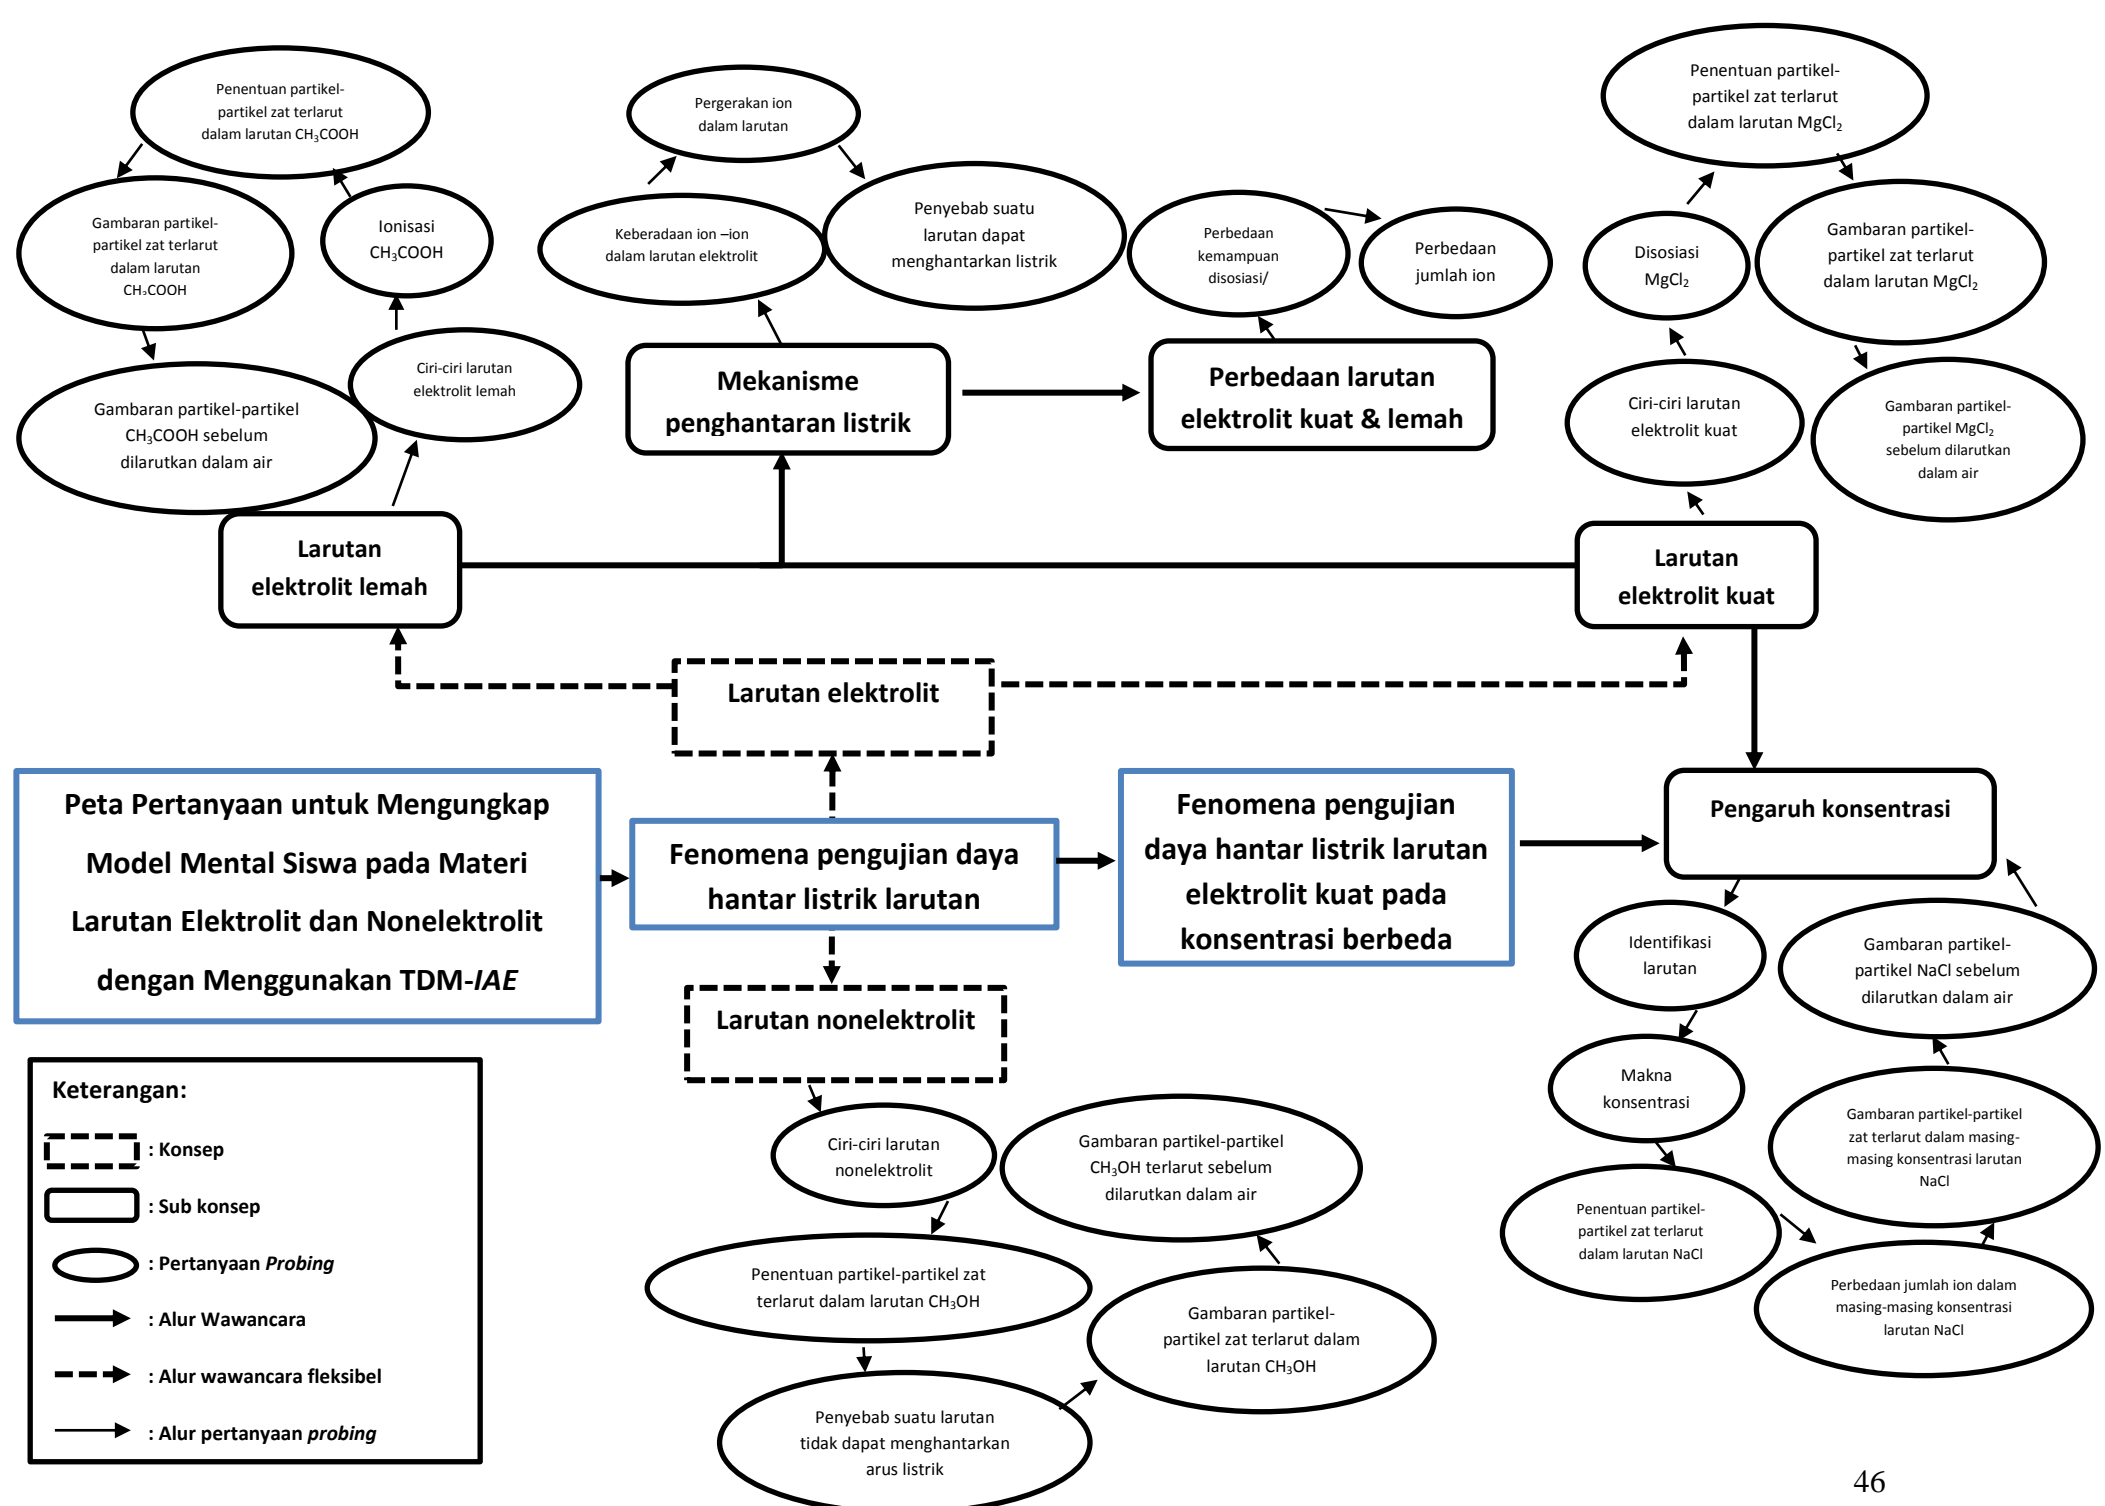 Penentuan partikel-
partikel zat terlarut
dalam larutan CH₃COOH
Gambaran partikel-
partikel zat terlarut
dalam larutan
CH₃COOH
Ionisasi
CH₃COOH
Gambaran partikel-partikel
CH₃COOH sebelum
dilarutkan dalam air
Ciri-ciri larutan
elektrolit lemah
Larutan
elektrolit lemah
Pergerakan ion
dalam larutan
Keberadaan ion –ion
dalam larutan elektrolit
Penyebab suatu
larutan dapat
menghantarkan listrik
Mekanisme
penghantaran listrik
Perbedaan
kemampuan
disosiasi/
Perbedaan
jumlah ion
Perbedaan larutan
elektrolit kuat & lemah
Penentuan partikel-
partikel zat terlarut
dalam larutan MgCl₂
Disosiasi
MgCl₂
Gambaran partikel-
partikel zat terlarut
dalam larutan MgCl₂
Ciri-ciri larutan
elektrolit kuat
Gambaran partikel-
partikel MgCl₂
sebelum dilarutkan
dalam air
Larutan
elektrolit kuat
Larutan elektrolit
Peta Pertanyaan untuk Mengungkap
Model Mental Siswa pada Materi
Larutan Elektrolit dan Nonelektrolit
dengan Menggunakan TDM-IAE
Fenomena pengujian daya
hantar listrik larutan
Fenomena pengujian
daya hantar listrik larutan
elektrolit kuat pada
konsentrasi berbeda
Pengaruh konsentrasi
Larutan nonelektrolit
Identifikasi
larutan
Gambaran partikel-
partikel NaCl sebelum
dilarutkan dalam air
Makna
konsentrasi
Gambaran partikel-partikel
zat terlarut dalam masing-
masing konsentrasi larutan
NaCl
Penentuan partikel-
partikel zat terlarut
dalam larutan NaCl
Perbedaan jumlah ion dalam
masing-masing konsentrasi
larutan NaCl
Ciri-ciri larutan
nonelektrolit
Gambaran partikel-partikel
CH₃OH terlarut sebelum
dilarutkan dalam air
Penentuan partikel-partikel zat
terlarut dalam larutan CH₃OH
Gambaran partikel-
partikel zat terlarut dalam
larutan CH₃OH
Penyebab suatu larutan
tidak dapat menghantarkan
arus listrik
Keterangan:
: Konsep
: Sub konsep
: Pertanyaan Probing
: Alur Wawancara
: Alur wawancara fleksibel
: Alur pertanyaan probing
46